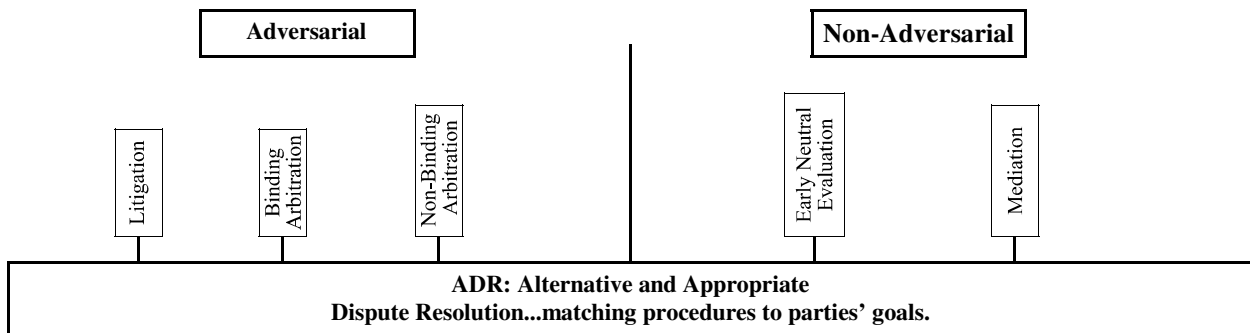 Adversarial
Non-Adversarial
Litigation
Binding
Arbitration
Non-Binding
Arbitration
Early Neutral
Evaluation
Mediation
ADR: Alternative and Appropriate
Dispute Resolution...matching procedures to parties’ goals.